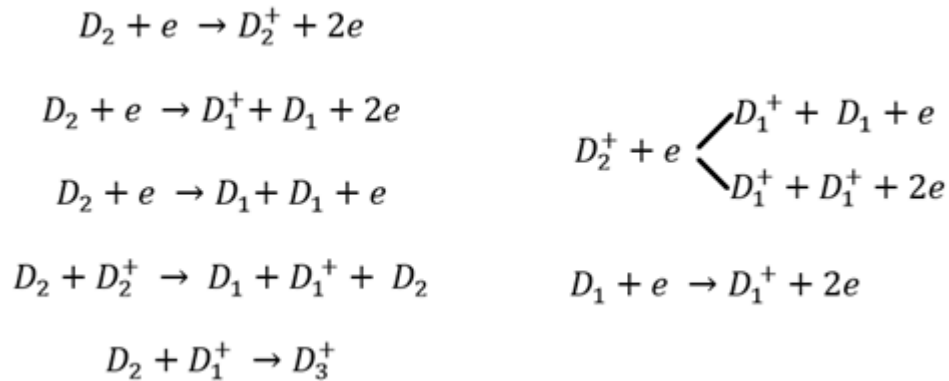 D₂ + e → D₂⁺ + 2e
D₂ + e → D₁⁺ + D₁ + 2e
D₂ + e → D₁ + D₁ + e
D₂ + D₂⁺ → D₁ + D₁⁺ + D₂
D₂ + D₁⁺ → D₃⁺
D₂⁺ + e
D₁⁺ + D₁ + e
D₁⁺ + D₁⁺ + 2e
D₁ + e → D₁⁺ + 2e